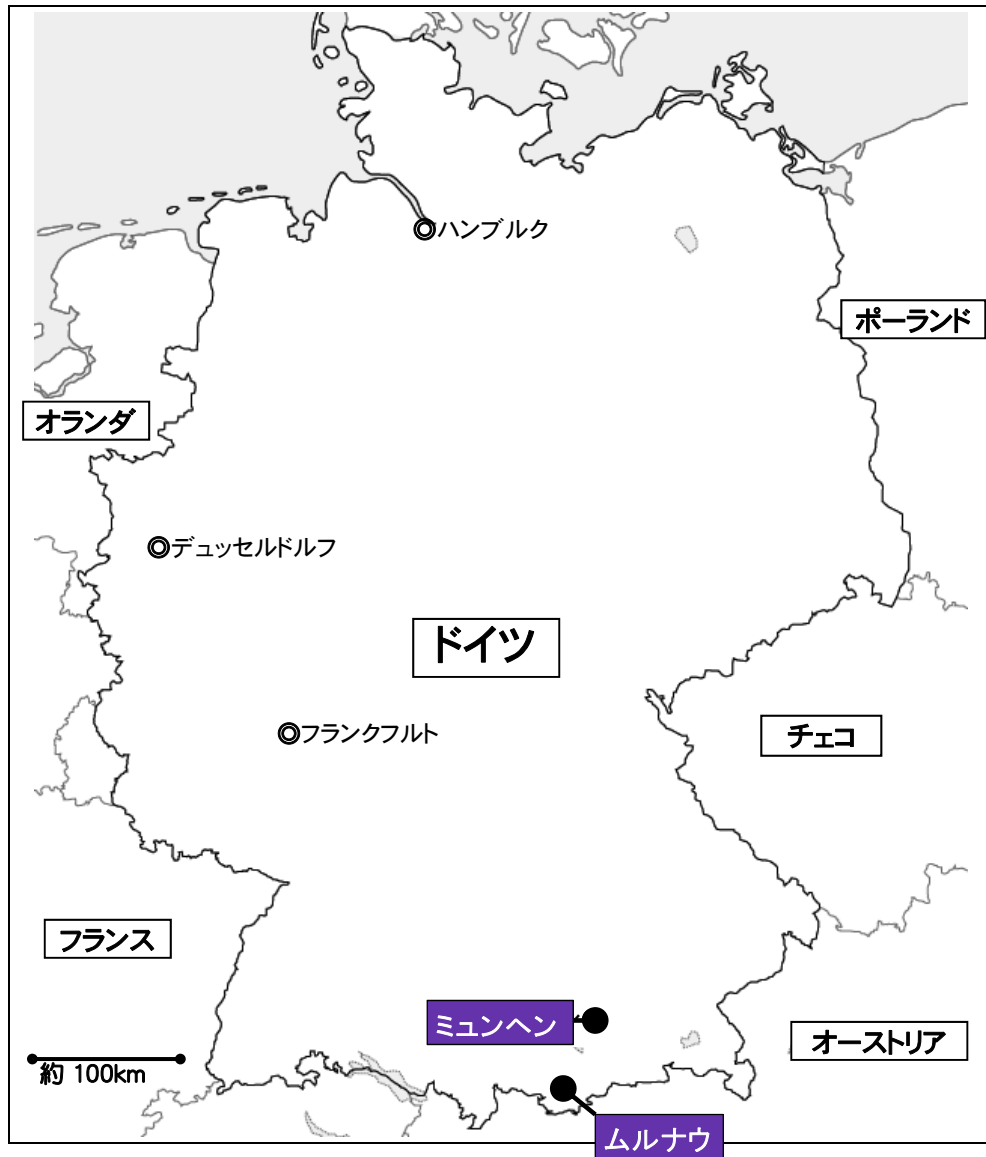 ハンブルク
ポーランド
オランダ
デュッセルドルフ
ドイツ
フランクフルト
チェコ
フランス
ミュンヘン
オーストリア
約 100km
ムルナウ